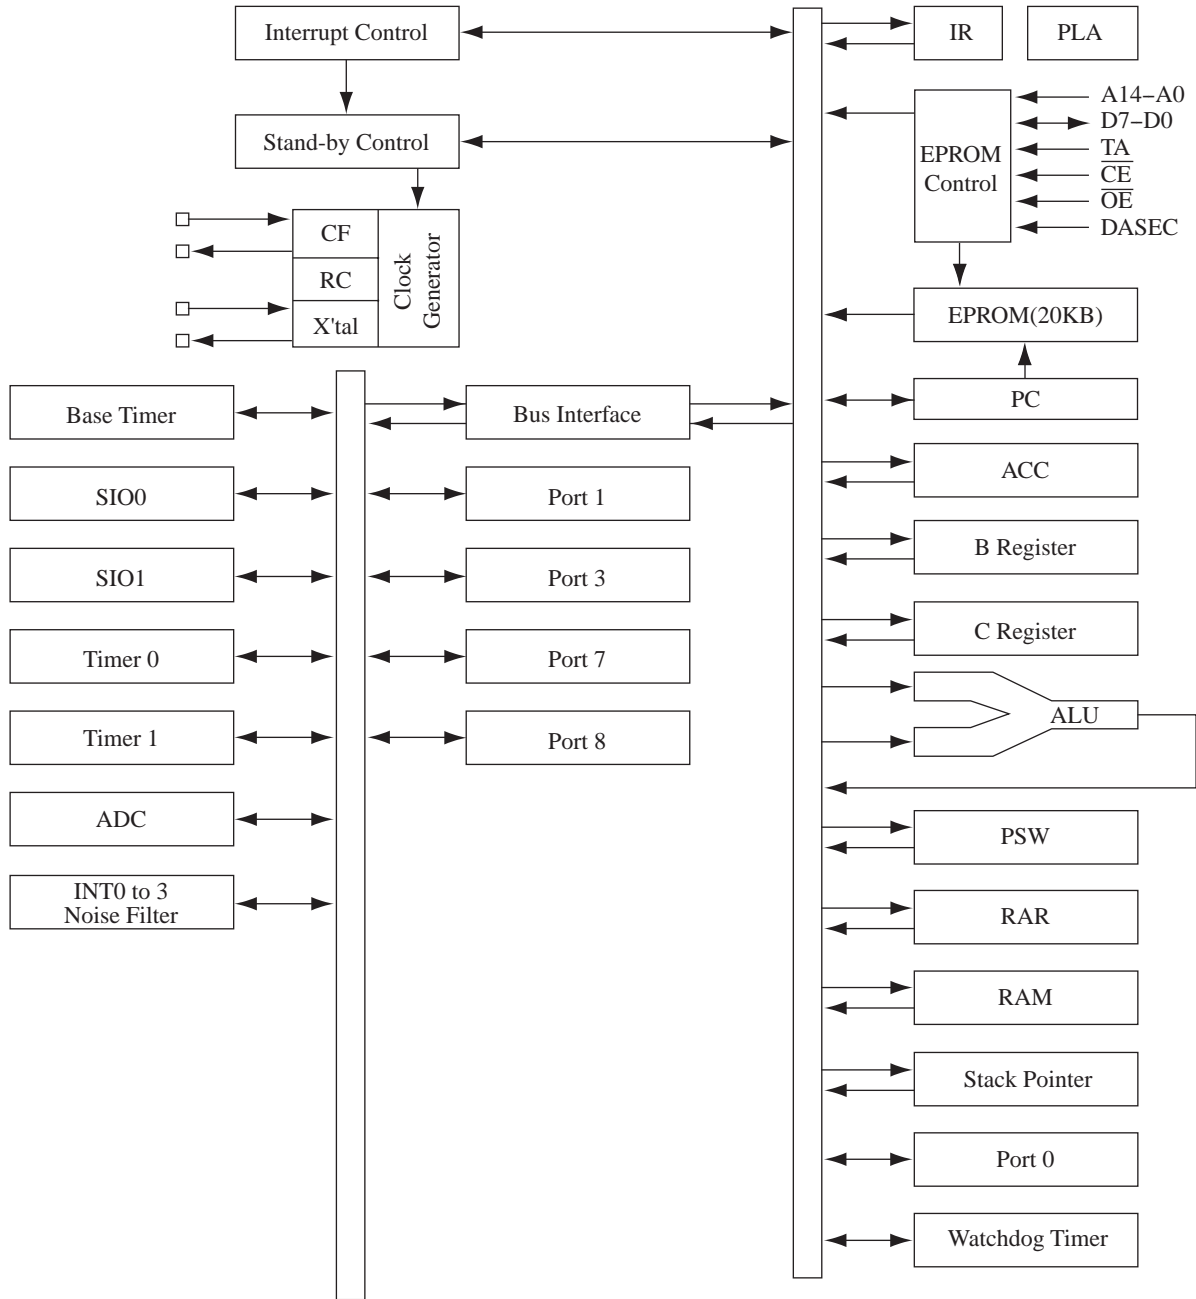 Interrupt Control
IR
PLA
Stand-by Control
EPROM
Control
A14–A0
D7–D0
TA
C̅E̅
O̅E̅
DASEC
CF
RC
X'tal
Clock
Generator
EPROM(20KB)
Base Timer
Bus Interface
PC
SIO0
Port 1
ACC
SIO1
Port 3
B Register
Timer 0
Port 7
C Register
Timer 1
Port 8
ALU
ADC
PSW
INT0 to 3
Noise Filter
RAR
RAM
Stack Pointer
Port 0
Watchdog Timer